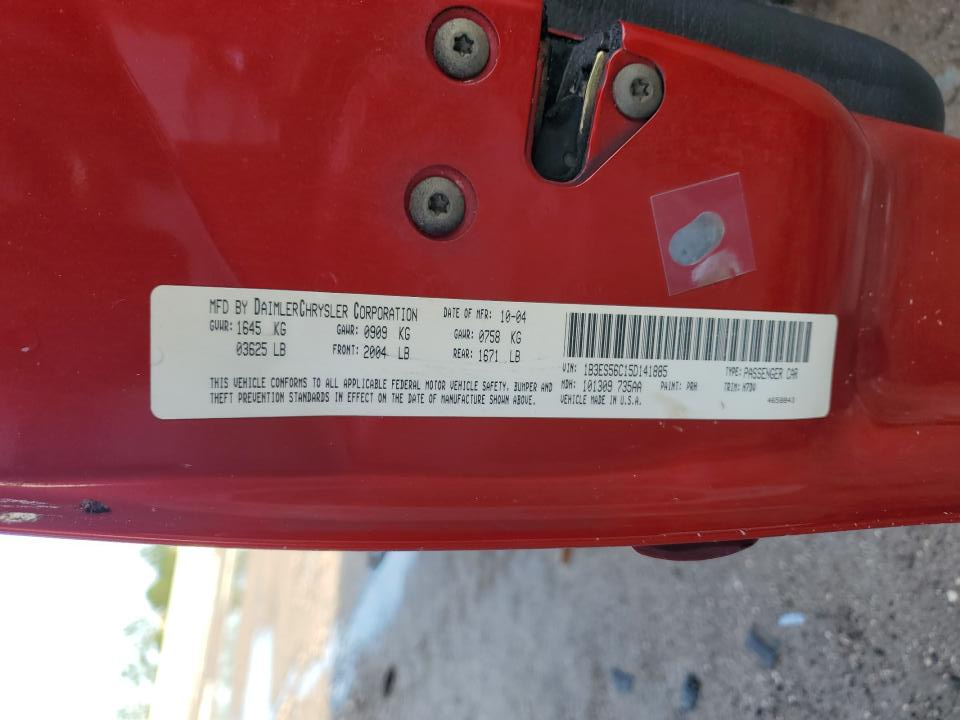 MFD BY DAIMLERCHRYSLER CORPORATION DATE OF MFR: 10-04
GVWR: 1645 KG GAWR: 0909 KG GAWR: 0758 KG
03625 LB FRONT: 2004 LB REAR: 1671 LB
THIS VEHICLE CONFORMS TO ALL APPLICABLE FEDERAL MOTOR VEHICLE SAFETY, BUMPER AND
THEFT PREVENTION STANDARDS IN EFFECT ON THE DATE OF MANUFACTURE SHOWN ABOVE.
VIN: 1B3ES56C15D141885 TYPE: PASSENGER CAR
MDH: 101309 735AA PAINT: PRH TRIM: H7DV
VEHICLE MADE IN U.S.A. 4658843